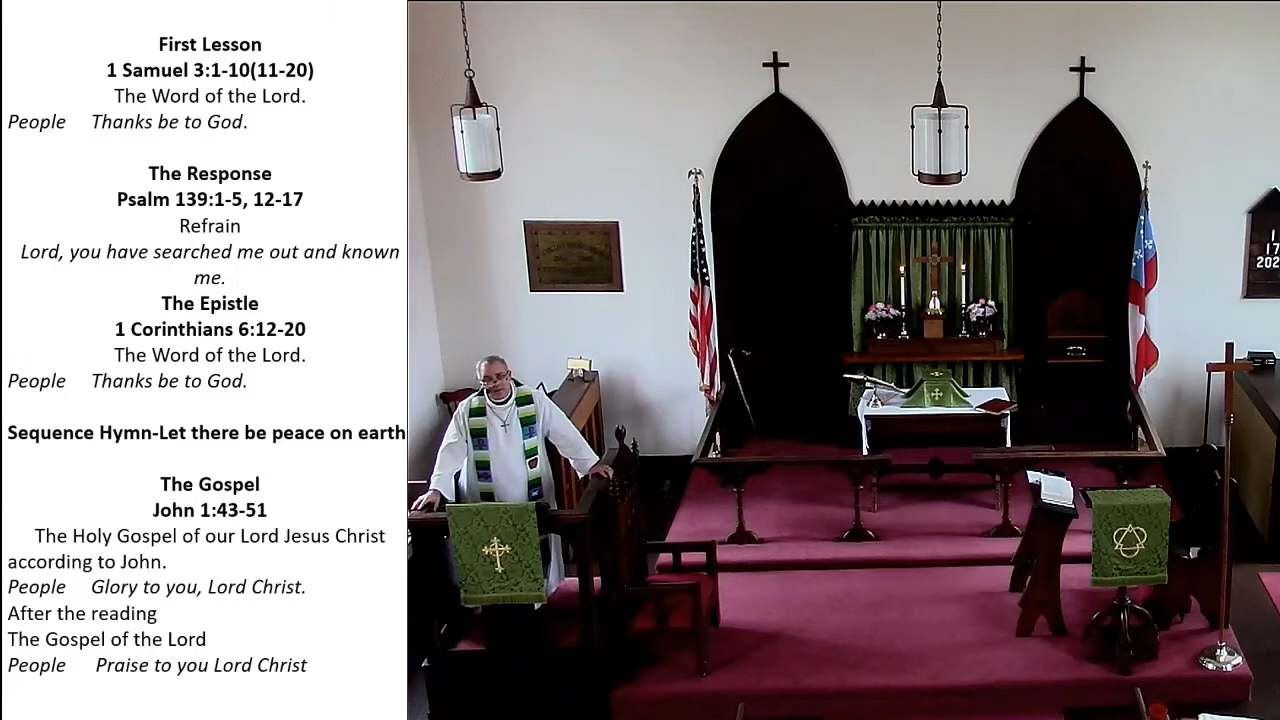 First Lesson
1 Samuel 3:1-10(11-20)
The Word of the Lord.
People Thanks be to God.
The Response
Psalm 139:1-5, 12-17
Refrain
Lord, you have searched me out and known
me.
The Epistle
1 Corinthians 6:12-20
The Word of the Lord.
People Thanks be to God.
Sequence Hymn-Let there be peace on earth
The Gospel
John 1:43-51
The Holy Gospel of our Lord Jesus Christ
according to John.
People Glory to you, Lord Christ.
After the reading
The Gospel of the Lord
People Praise to you Lord Christ
1
17
202